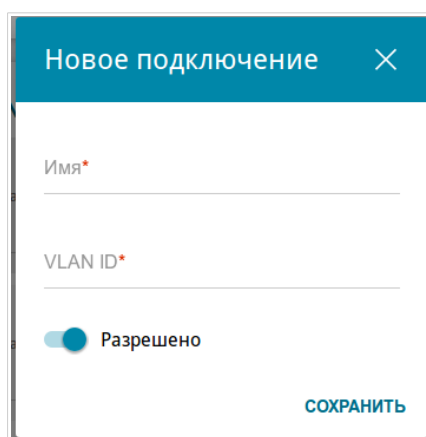 Новое подключение
Имя*
VLAN ID*
Разрешено
СОХРАНИТЬ